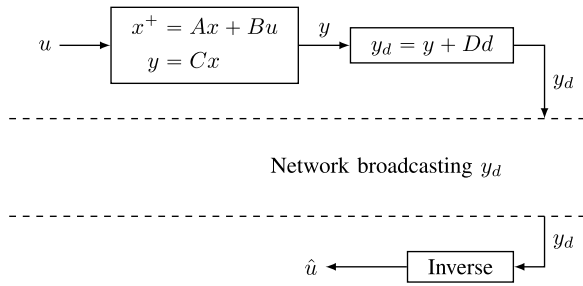 u
x⁺ = Ax + Bu
y = Cx
y
y_d = y + Dd
y_d
Network broadcasting y_d
y_d
û
Inverse